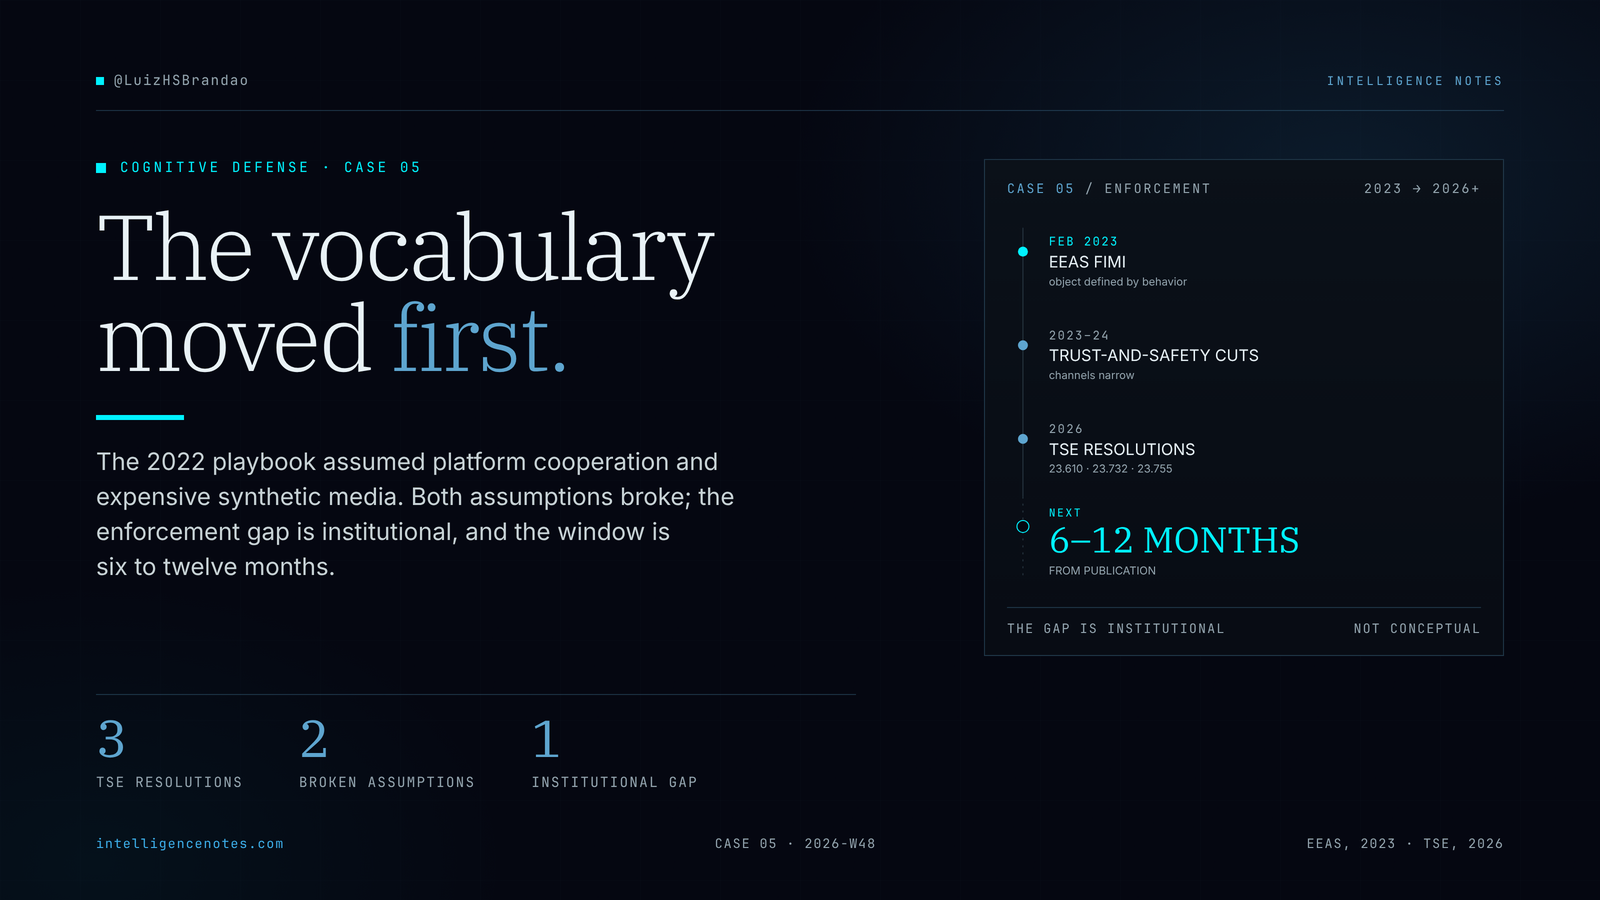 @LuizHSBrandao
INTELLIGENCE NOTES
COGNITIVE DEFENSE · CASE 05
The vocabulary
moved first.
The 2022 playbook assumed platform cooperation and
expensive synthetic media. Both assumptions broke; the
enforcement gap is institutional, and the window is
six to twelve months.
CASE 05 / ENFORCEMENT
2023 → 2026+
FEB 2023
EEAS FIMI
object defined by behavior
2023–24
TRUST-AND-SAFETY CUTS
channels narrow
2026
TSE RESOLUTIONS
23.610 · 23.732 · 23.755
NEXT
6–12 MONTHS
FROM PUBLICATION
THE GAP IS INSTITUTIONAL
NOT CONCEPTUAL
3
TSE RESOLUTIONS
2
BROKEN ASSUMPTIONS
1
INSTITUTIONAL GAP
intelligencenotes.com
CASE 05 · 2026-W48
EEAS, 2023 · TSE, 2026